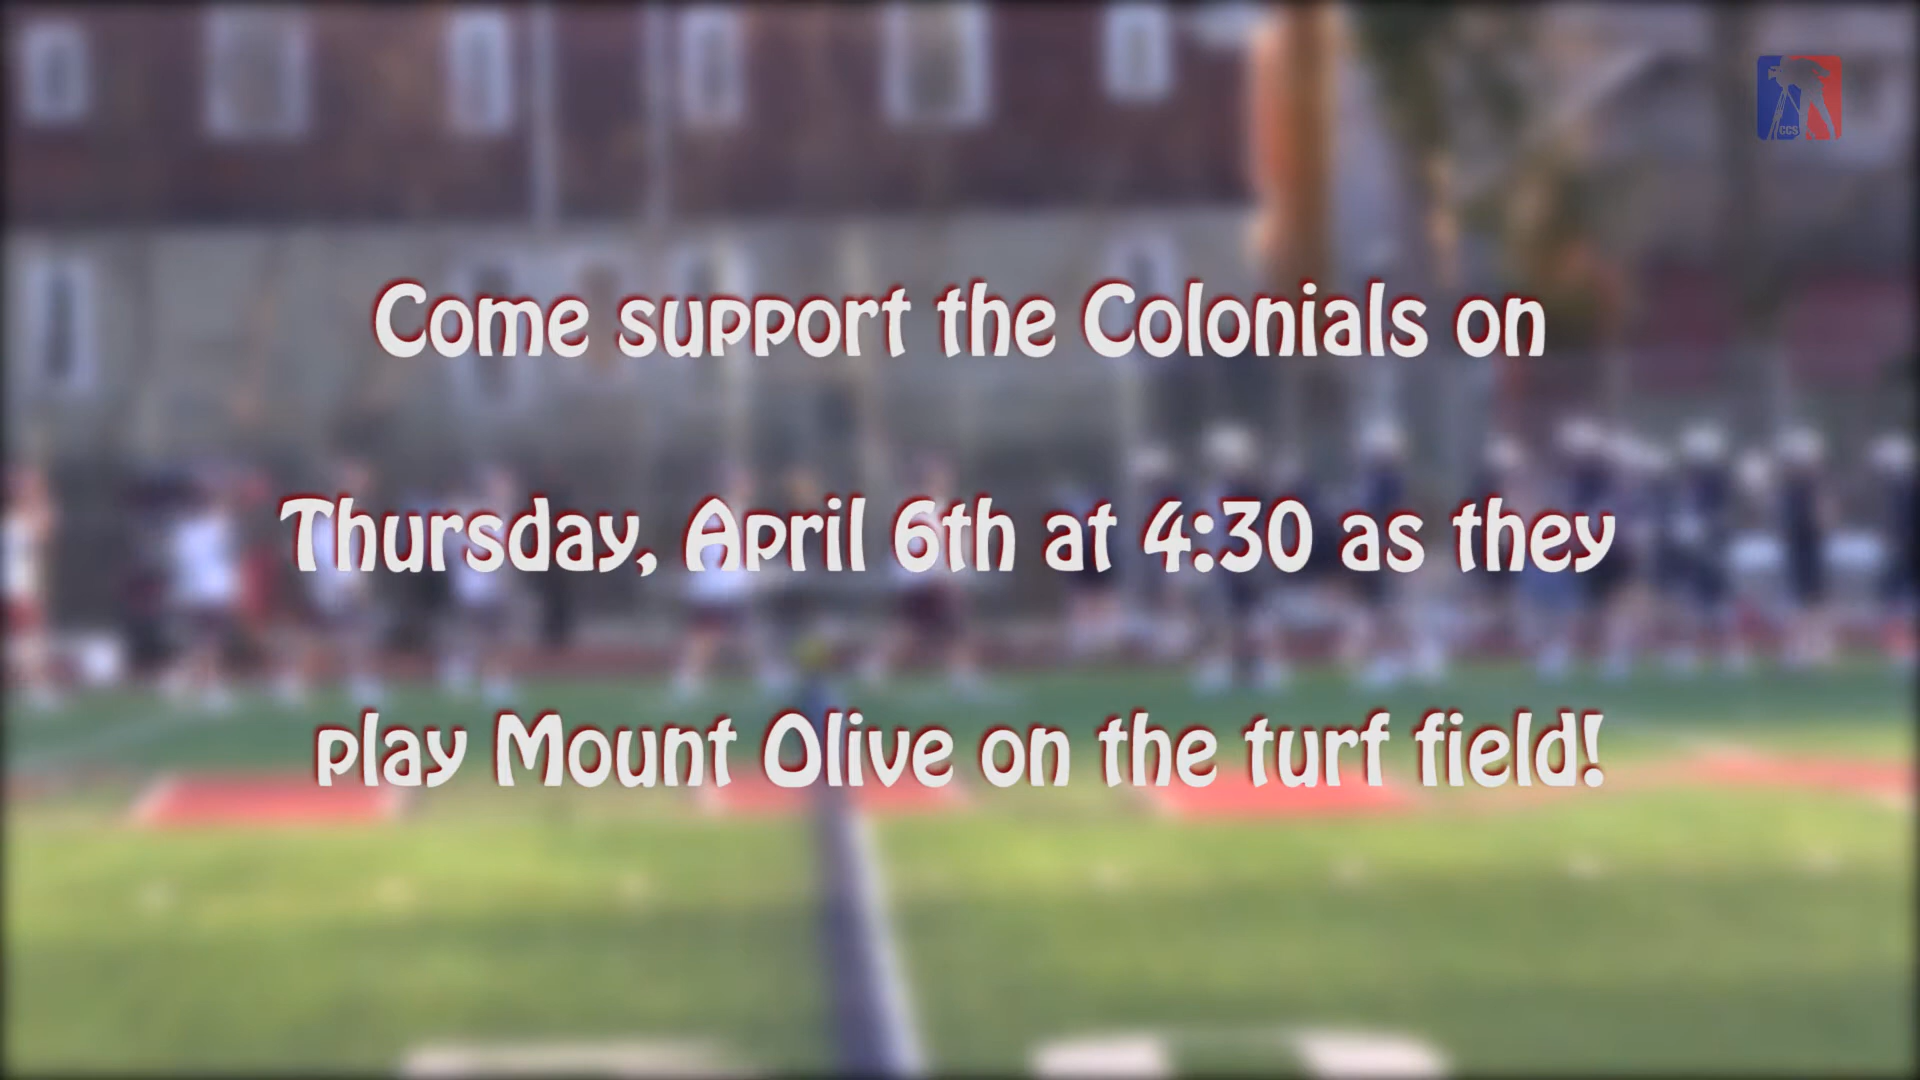 CCS
Come support the Colonials on
Thursday, April 6th at 4:30 as they
play Mount Olive on the turf field!